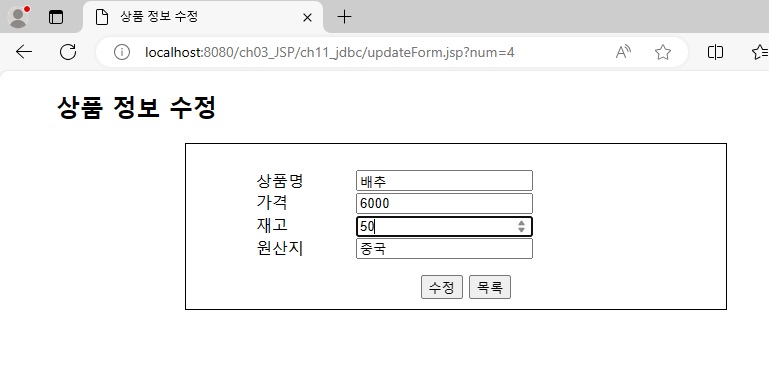 상품 정보 수정
localhost:8080/ch03_JSP/ch11_jdbc/updateForm.jsp?num=4
상품 정보 수정
상품명 배추
가격 6000
재고 50
원산지 중국
수정 목록